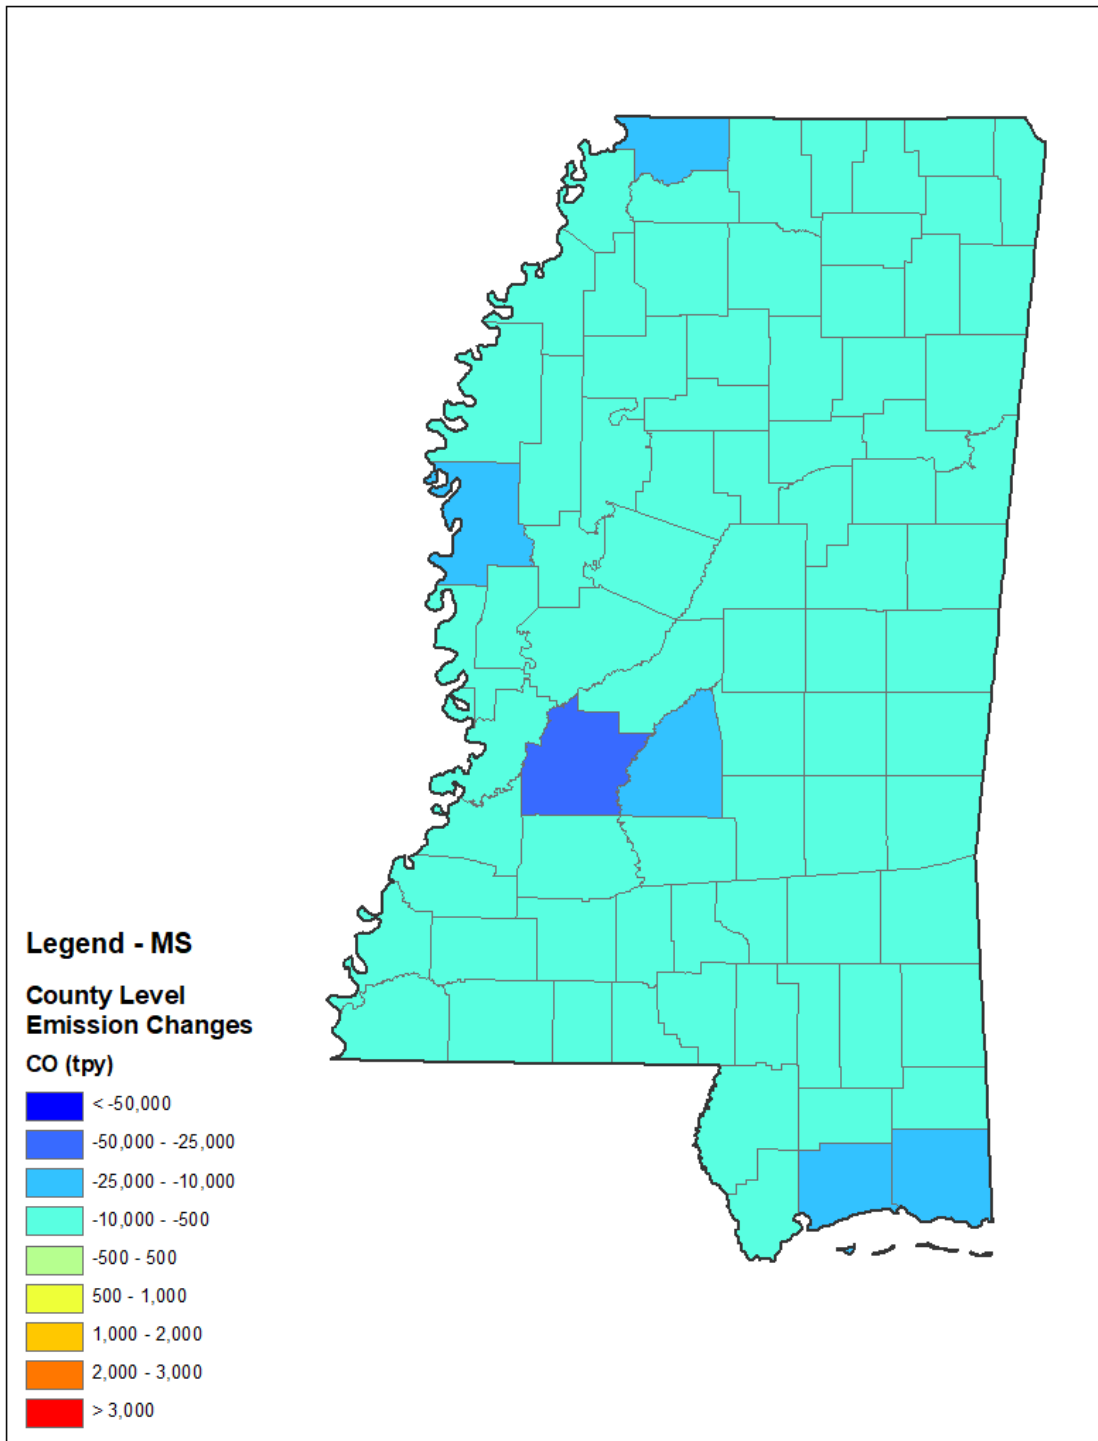 Legend - MS
County Level
Emission Changes
CO (tpy)
< -50,000
-50,000 - -25,000
-25,000 - -10,000
-10,000 - -500
-500 - 500
500 - 1,000
1,000 - 2,000
2,000 - 3,000
> 3,000